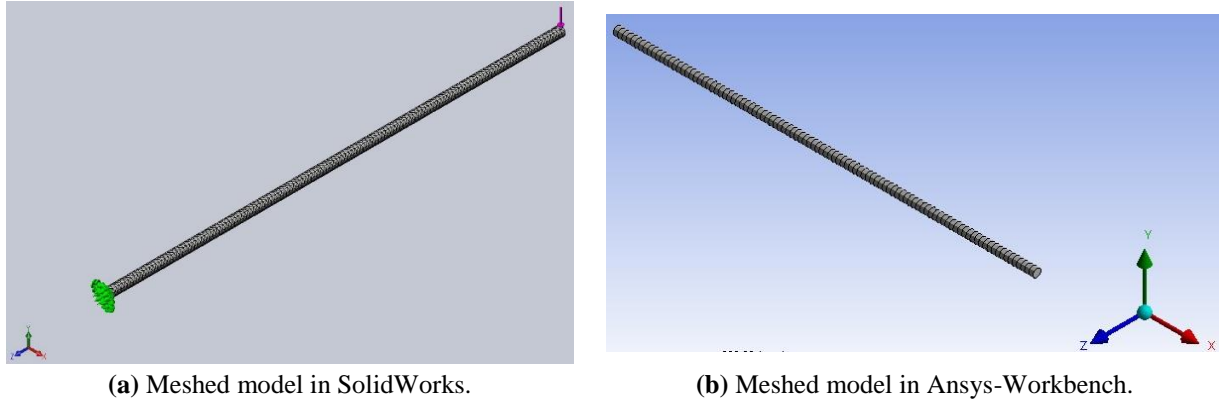 Y
Z
X
Y
Z
X
(a) Meshed model in SolidWorks.
(b) Meshed model in Ansys-Workbench.